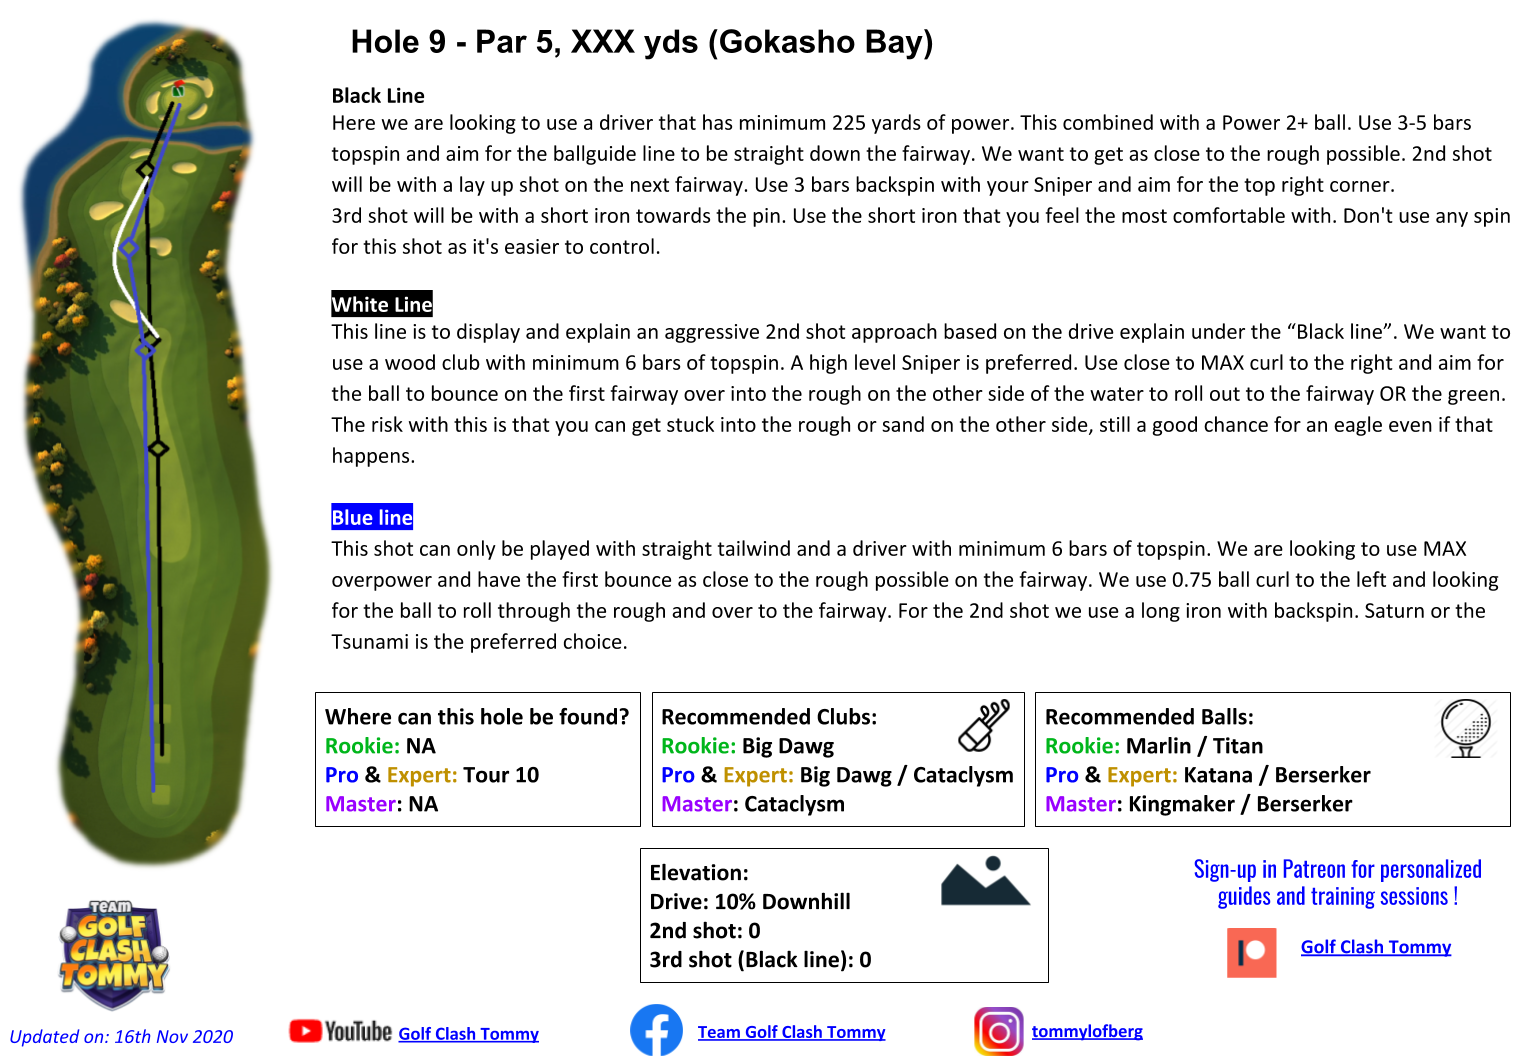 Hole 9 - Par 5, XXX yds (Gokasho Bay)
Black Line
Here we are looking to use a driver that has minimum 225 yards of power. This combined with a Power 2+ ball. Use 3-5 bars
topspin and aim for the ballguide line to be straight down the fairway. We want to get as close to the rough possible. 2nd shot
will be with a lay up shot on the next fairway. Use 3 bars backspin with your Sniper and aim for the top right corner.
3rd shot will be with a short iron towards the pin. Use the short iron that you feel the most comfortable with. Don't use any spin
for this shot as it's easier to control.
White Line
This line is to display and explain an aggressive 2nd shot approach based on the drive explain under the “Black line”. We want to
use a wood club with minimum 6 bars of topspin. A high level Sniper is preferred. Use close to MAX curl to the right and aim for
the ball to bounce on the first fairway over into the rough on the other side of the water to roll out to the fairway OR the green.
The risk with this is that you can get stuck into the rough or sand on the other side, still a good chance for an eagle even if that
happens.
Blue line
This shot can only be played with straight tailwind and a driver with minimum 6 bars of topspin. We are looking to use MAX
overpower and have the first bounce as close to the rough possible on the fairway. We use 0.75 ball curl to the left and looking
for the ball to roll through the rough and over to the fairway. For the 2nd shot we use a long iron with backspin. Saturn or the
Tsunami is the preferred choice.
Where can this hole be found?
Rookie: NA
Pro & Expert: Tour 10
Master: NA
Recommended Clubs:
Rookie: Big Dawg
Pro & Expert: Big Dawg / Cataclysm
Master: Cataclysm
Recommended Balls:
Rookie: Marlin / Titan
Pro & Expert: Katana / Berserker
Master: Kingmaker / Berserker
Elevation:
Drive: 10% Downhill
2nd shot: 0
3rd shot (Black line): 0
Sign-up in Patreon for personalized
guides and training sessions !
Golf Clash Tommy
TEAM
GOLF
CLASH
TOMMY
Updated on: 16th Nov 2020
YouTube Golf Clash Tommy
Team Golf Clash Tommy
tommylofberg